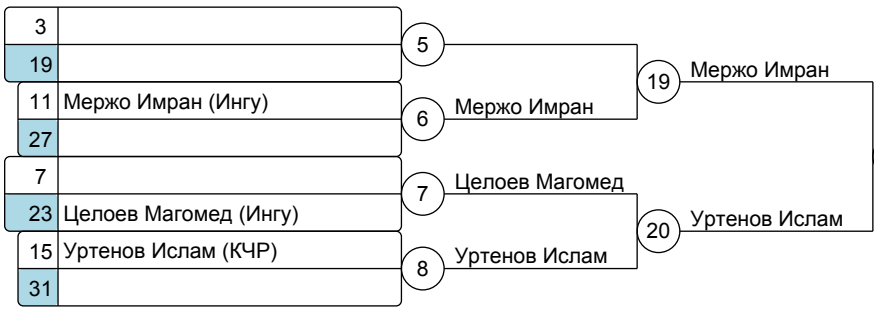 3
5
19
19 Мержо Имран
11 Мержо Имран (Ингу)
6 Мержо Имран
27
7
7 Целоев Магомед
23 Целоев Магомед (Ингу)
20 Уртенов Ислам
15 Уртенов Ислам (КЧР)
8 Уртенов Ислам
31